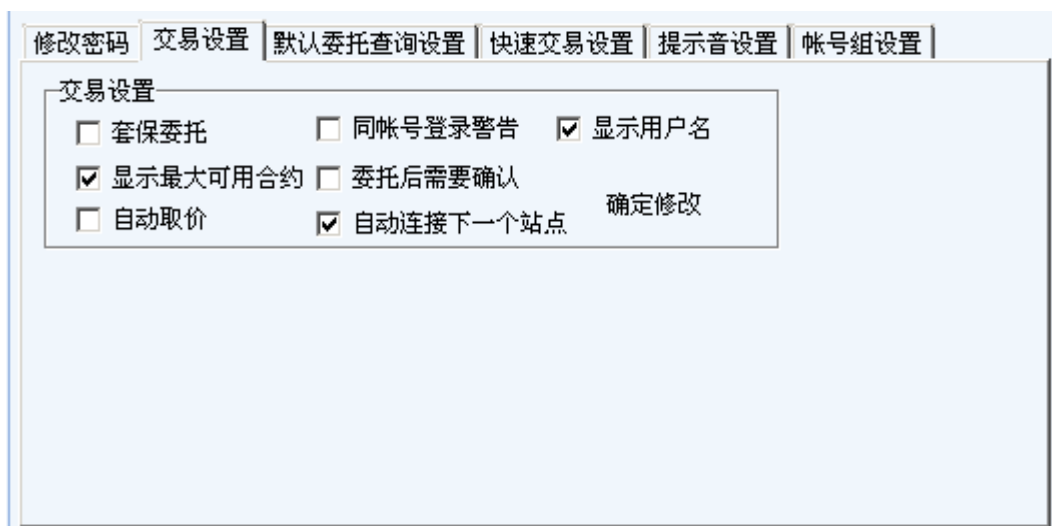 修改密码 交易设置 默认委托查询设置 快速交易设置 提示音设置 帐号组设置
交易设置
套保委托 同帐号登录警告 显示用户名
显示最大可用合约 委托后需要确认
自动取价 自动连接下一个站点 确定修改